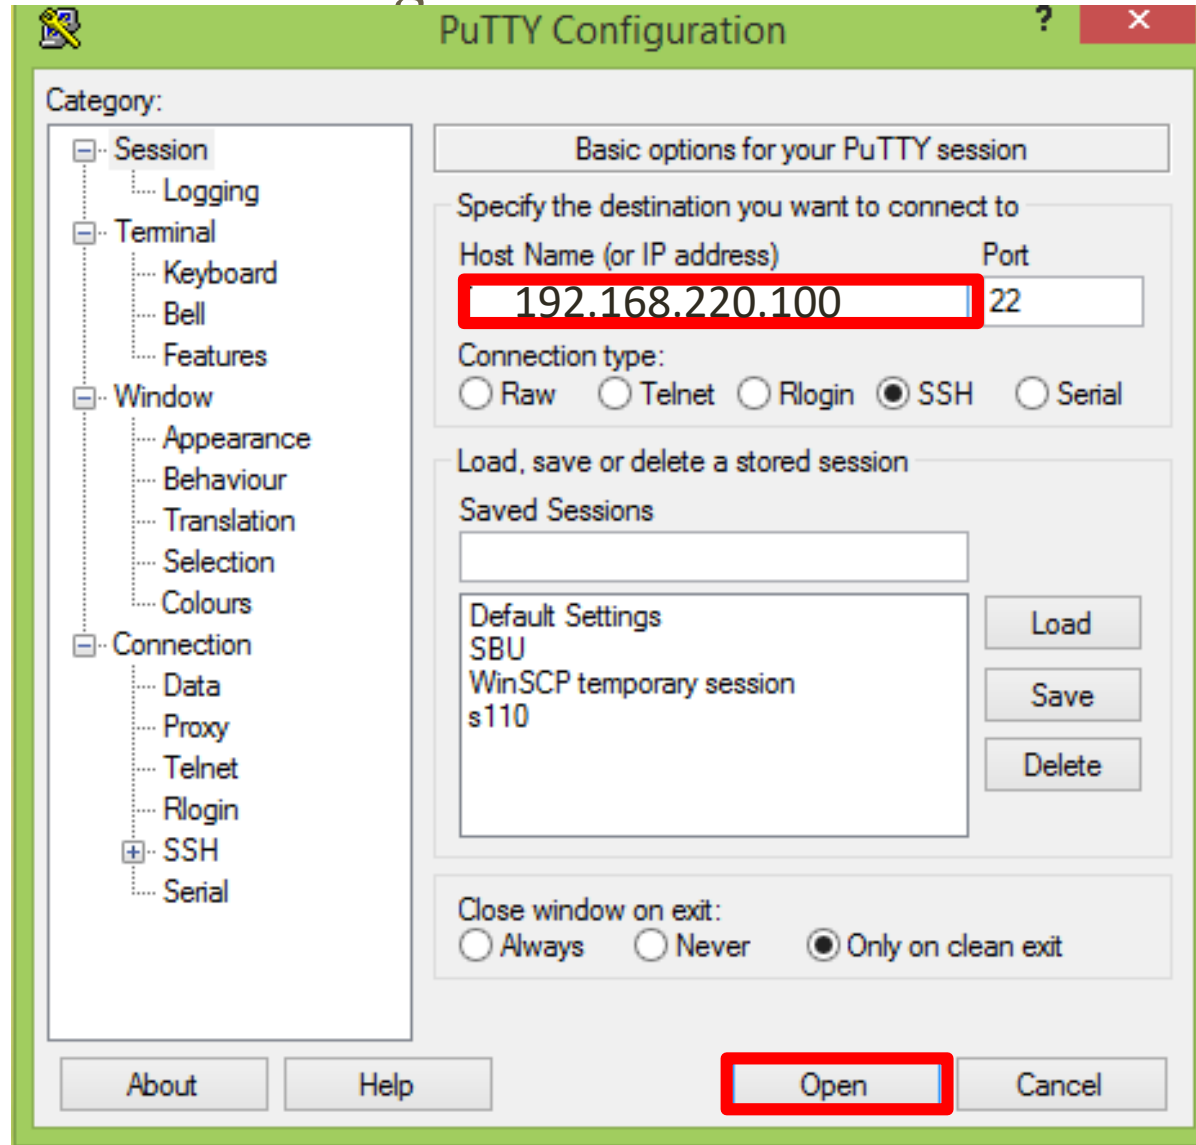 PuTTY Configuration
?
×
Category:
Session
Logging
Terminal
Keyboard
Bell
Features
Window
Appearance
Behaviour
Translation
Selection
Colours
Connection
Data
Proxy
Telnet
Rlogin
SSH
Serial
Basic options for your PuTTY session
Specify the destination you want to connect to
Host Name (or IP address) Port
192.168.220.100 22
Connection type:
Raw Telnet Rlogin SSH Serial
Load, save or delete a stored session
Saved Sessions
Default Settings
SBU
WinSCP temporary session
s110
Load
Save
Delete
Close window on exit:
Always Never Only on clean exit
About Help Open Cancel